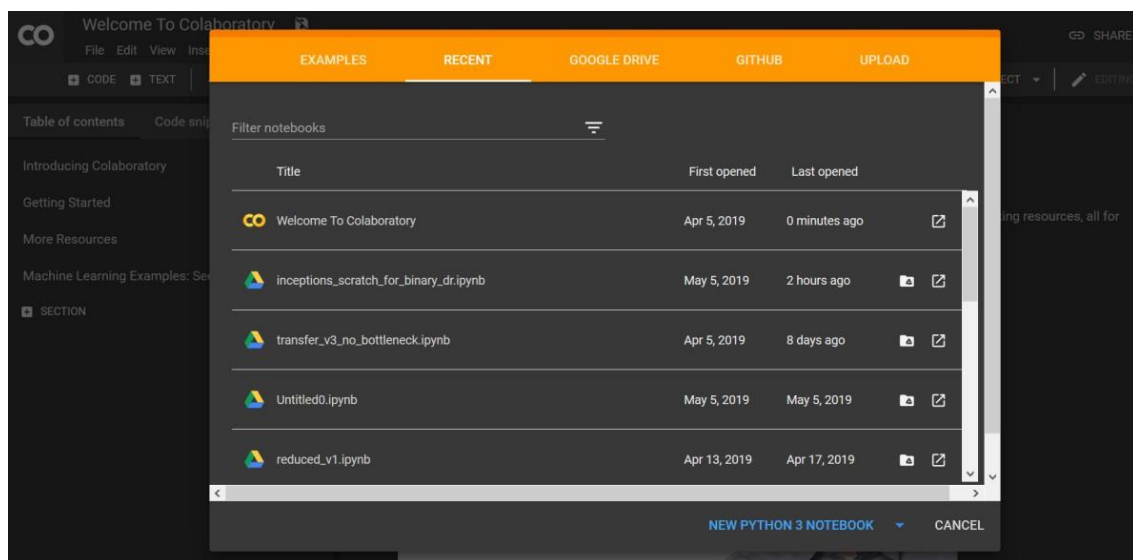 CO Welcome To Colaboratory
File Edit View Inse
SHARE
CODE TEXT
ECT EDITING
Table of contents Code snip
Introducing Colaboratory
Getting Started
More Resources
Machine Learning Examples: See
SECTION
ing resources, all for
EXAMPLES RECENT GOOGLE DRIVE GITHUB UPLOAD
Filter notebooks
Title First opened Last opened
CO Welcome To Colaboratory Apr 5, 2019 0 minutes ago
inceptions_scratch_for_binary_dr.ipynb May 5, 2019 2 hours ago
transfer_v3_no_bottleneck.ipynb Apr 5, 2019 8 days ago
Untitled0.ipynb May 5, 2019 May 5, 2019
reduced_v1.ipynb Apr 13, 2019 Apr 17, 2019
NEW PYTHON 3 NOTEBOOK CANCEL